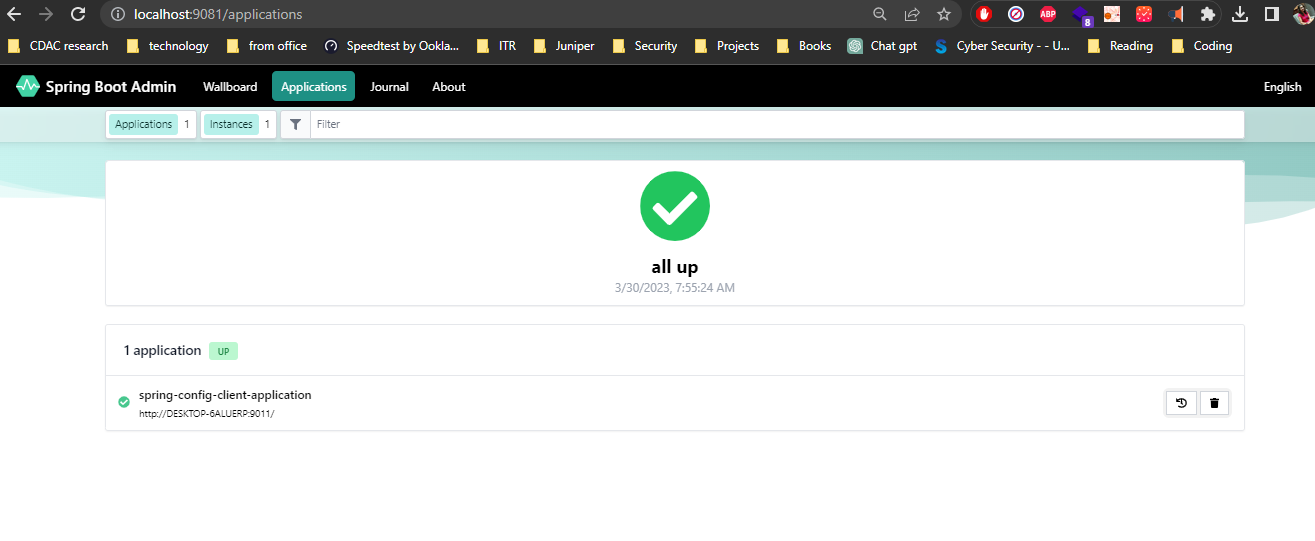 localhost:9081/applications
ABP
8
CDAC research technology from office Speedtest by Ookla... ITR Juniper Security Projects Books Chat gpt Cyber Security - - U... Reading Coding
Spring Boot Admin Wallboard Applications Journal About English
Applications 1 Instances 1 Filter
all up
3/30/2023, 7:55:24 AM
1 application UP
spring-config-client-application
http://DESKTOP-6ALUERP:9011/